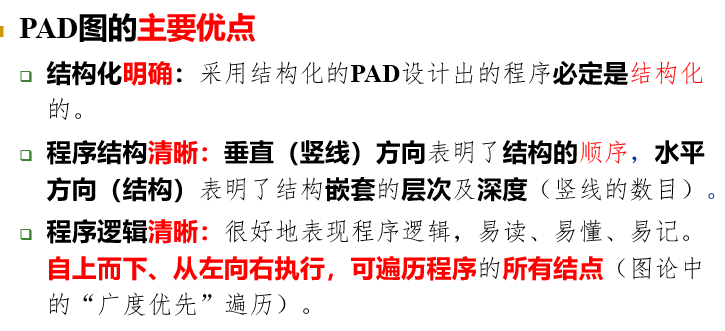 PAD图的主要优点
结构化明确：采用结构化的PAD设计出的程序必定是结构化
的。
程序结构清晰：垂直（竖线）方向表明了结构的顺序，水平
方向（结构）表明了结构嵌套的层次及深度（竖线的数目）。
程序逻辑清晰：很好地表现程序逻辑，易读、易懂、易记。
自上而下、从左向右执行，可遍历程序的所有结点（图论中
的“广度优先”遍历）。